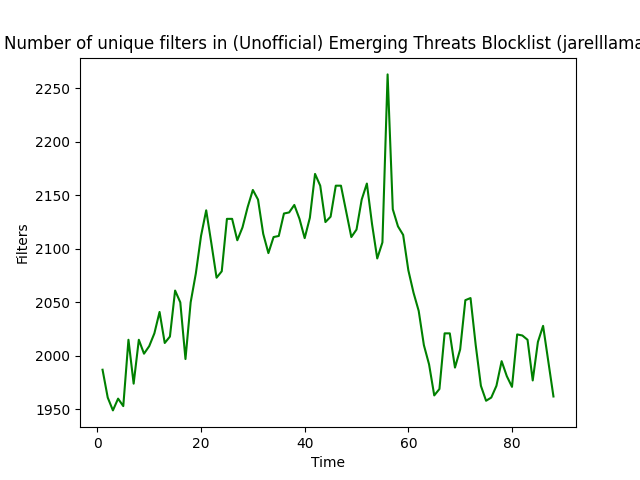 Number of unique filters in (Unofficial) Emerging Threats Blocklist (jarelllama
2250
2200
2150
2100
2050
2000
1950
Filters
0 20 40 60 80
Time